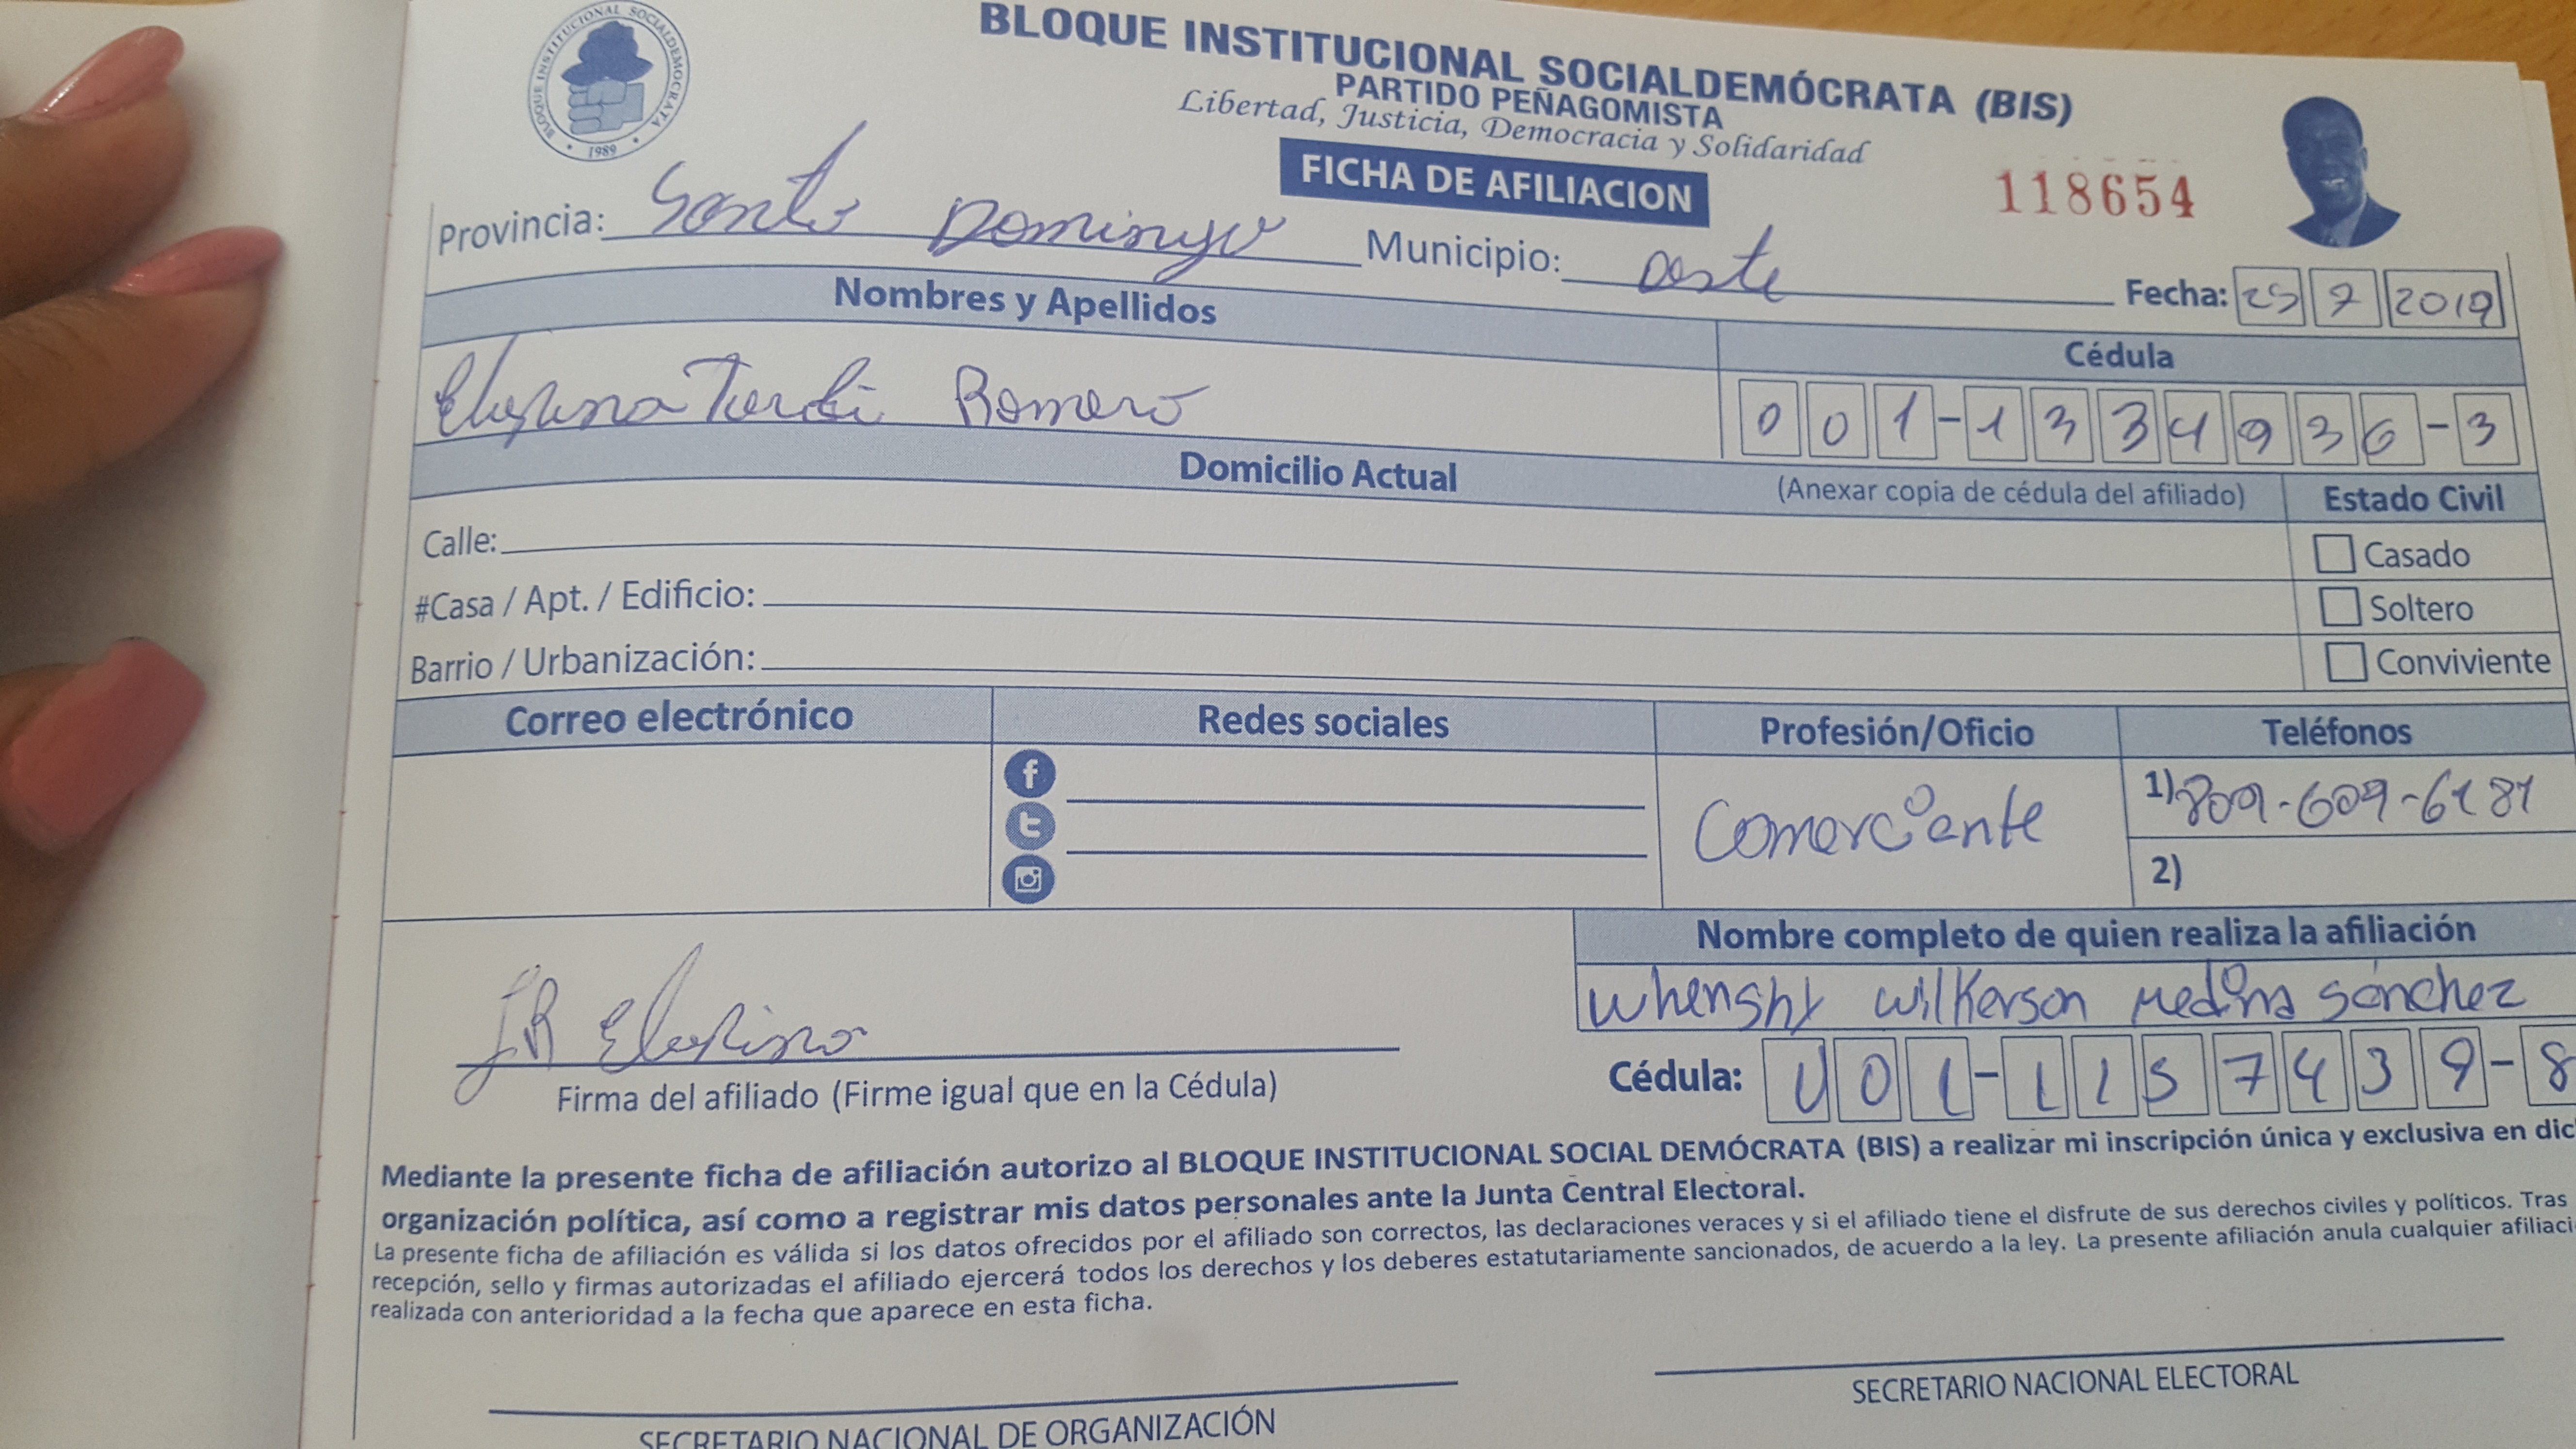 BLOQUE INSTITUCIONAL SOCIALDEMÓCRATA
1989
BLOQUE INSTITUCIONAL SOCIALDEMÓCRATA (BIS)
PARTIDO PEÑAGOMISTA
Libertad, Justicia, Democracia y Solidaridad
FICHA DE AFILIACION
118654
Provincia: Santo Domingo Municipio: oeste
Fecha: 25 7 2019
Nombres y Apellidos
Cédula
Romero
001-1334936-3
Domicilio Actual (Anexar copia de cédula del afiliado)
Estado Civil
Calle:
Casado
#Casa / Apt. / Edificio:
Soltero
Barrio / Urbanización:
Conviviente
Correo electrónico Redes sociales Profesión/Oficio Teléfonos
Comerciante
1) 809-609-6181
2)
Nombre completo de quien realiza la afiliación
Whenshy Wilkerson Medina Sánchez
Cédula: 001-1157439-8
Firma del afiliado (Firme igual que en la Cédula)
Mediante la presente ficha de afiliación autorizo al BLOQUE INSTITUCIONAL SOCIAL DEMÓCRATA (BIS) a realizar mi inscripción única y exclusiva en dic
organización política, así como a registrar mis datos personales ante la Junta Central Electoral.
La presente ficha de afiliación es válida si los datos ofrecidos por el afiliado son correctos, las declaraciones veraces y si el afiliado tiene el disfrute de sus derechos civiles y políticos. Tras
recepción, sello y firmas autorizadas el afiliado ejercerá todos los derechos y los deberes estatutariamente sancionados, de acuerdo a la ley. La presente afiliación anula cualquier afiliaci
realizada con anterioridad a la fecha que aparece en esta ficha.
SECRETARIO NACIONAL DE ORGANIZACIÓN
SECRETARIO NACIONAL ELECTORAL